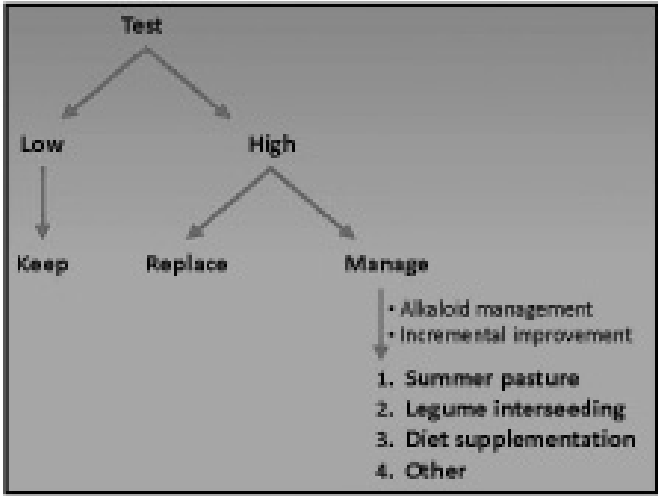 Test
Low High
Keep Replace Manage
• Alkaloid management
• Incremental improvement
1. Summer pasture
2. Legume interseeding
3. Diet supplementation
4. Other